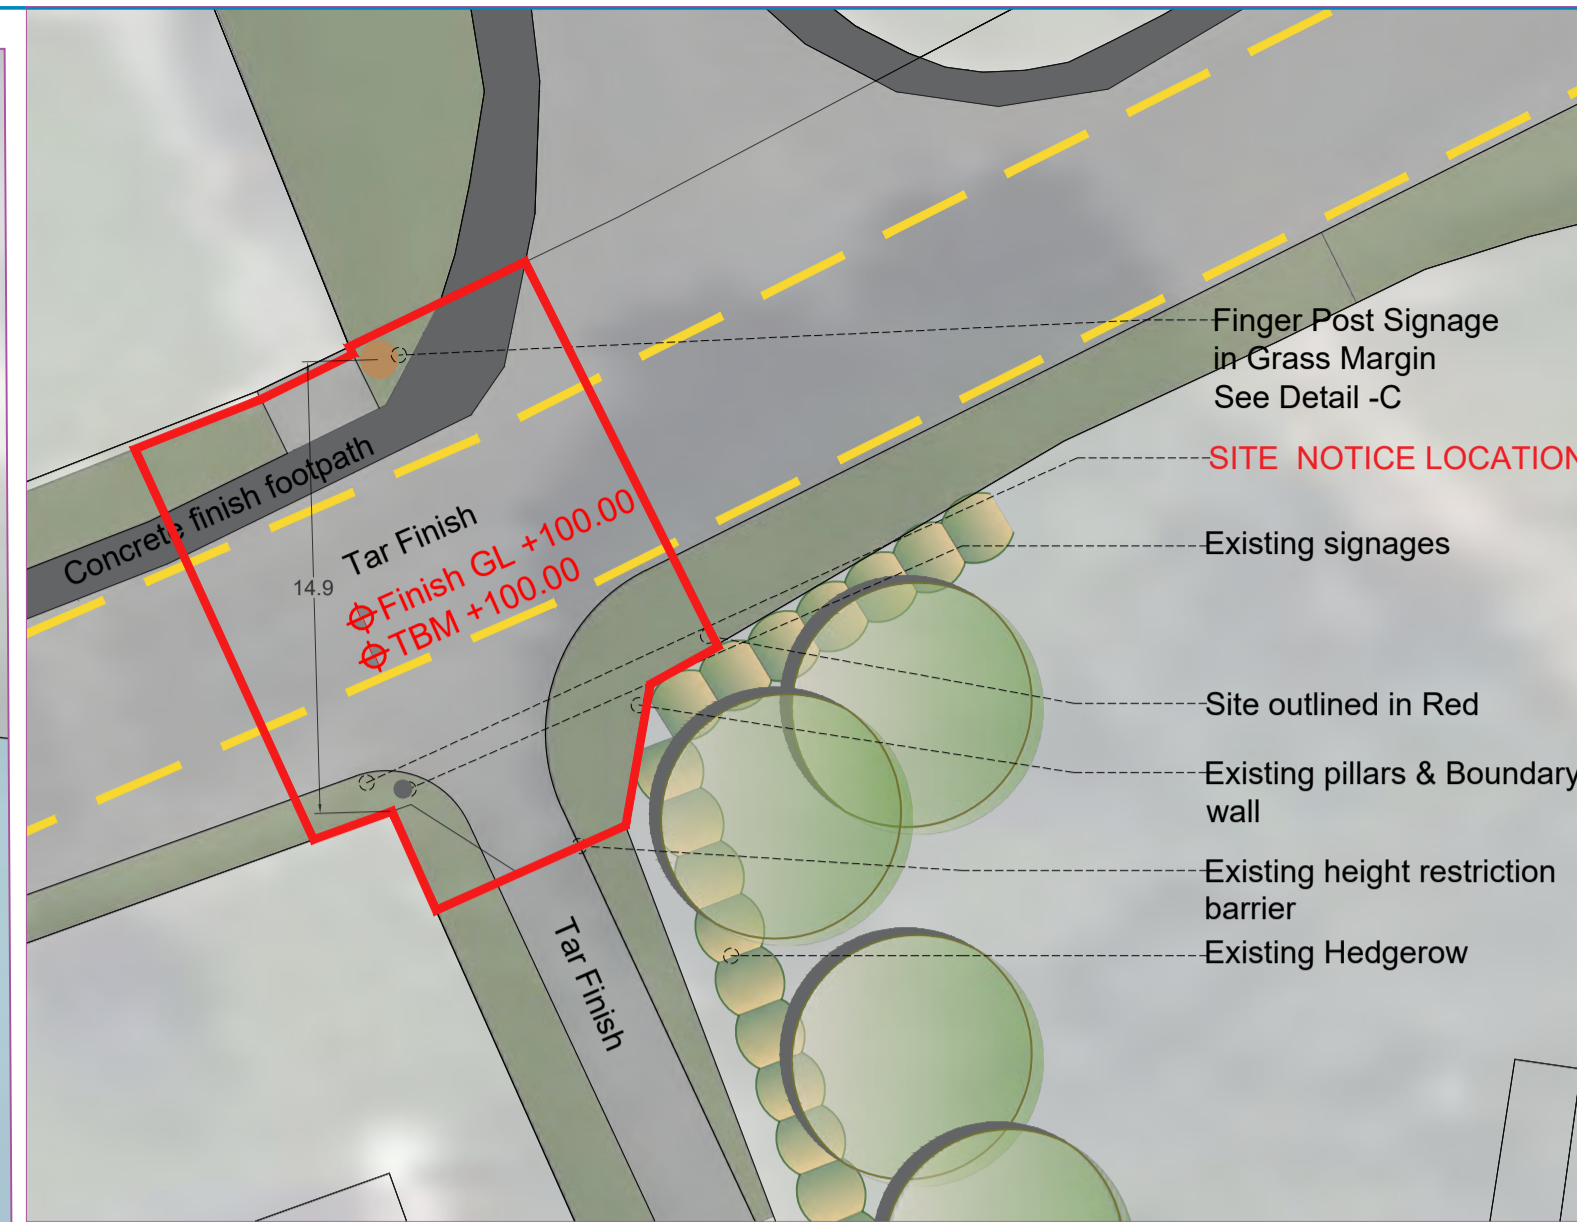 Finger Post Signage
in Grass Margin
See Detail -C
SITE NOTICE LOCATION
Existing signages
Site outlined in Red
Existing pillars & Boundary
wall
Existing height restriction
barrier
Existing Hedgerow
Concrete finish footpath
Tar Finish
Finish GL +100.00
TBM +100.00
14.9
Tar Finish